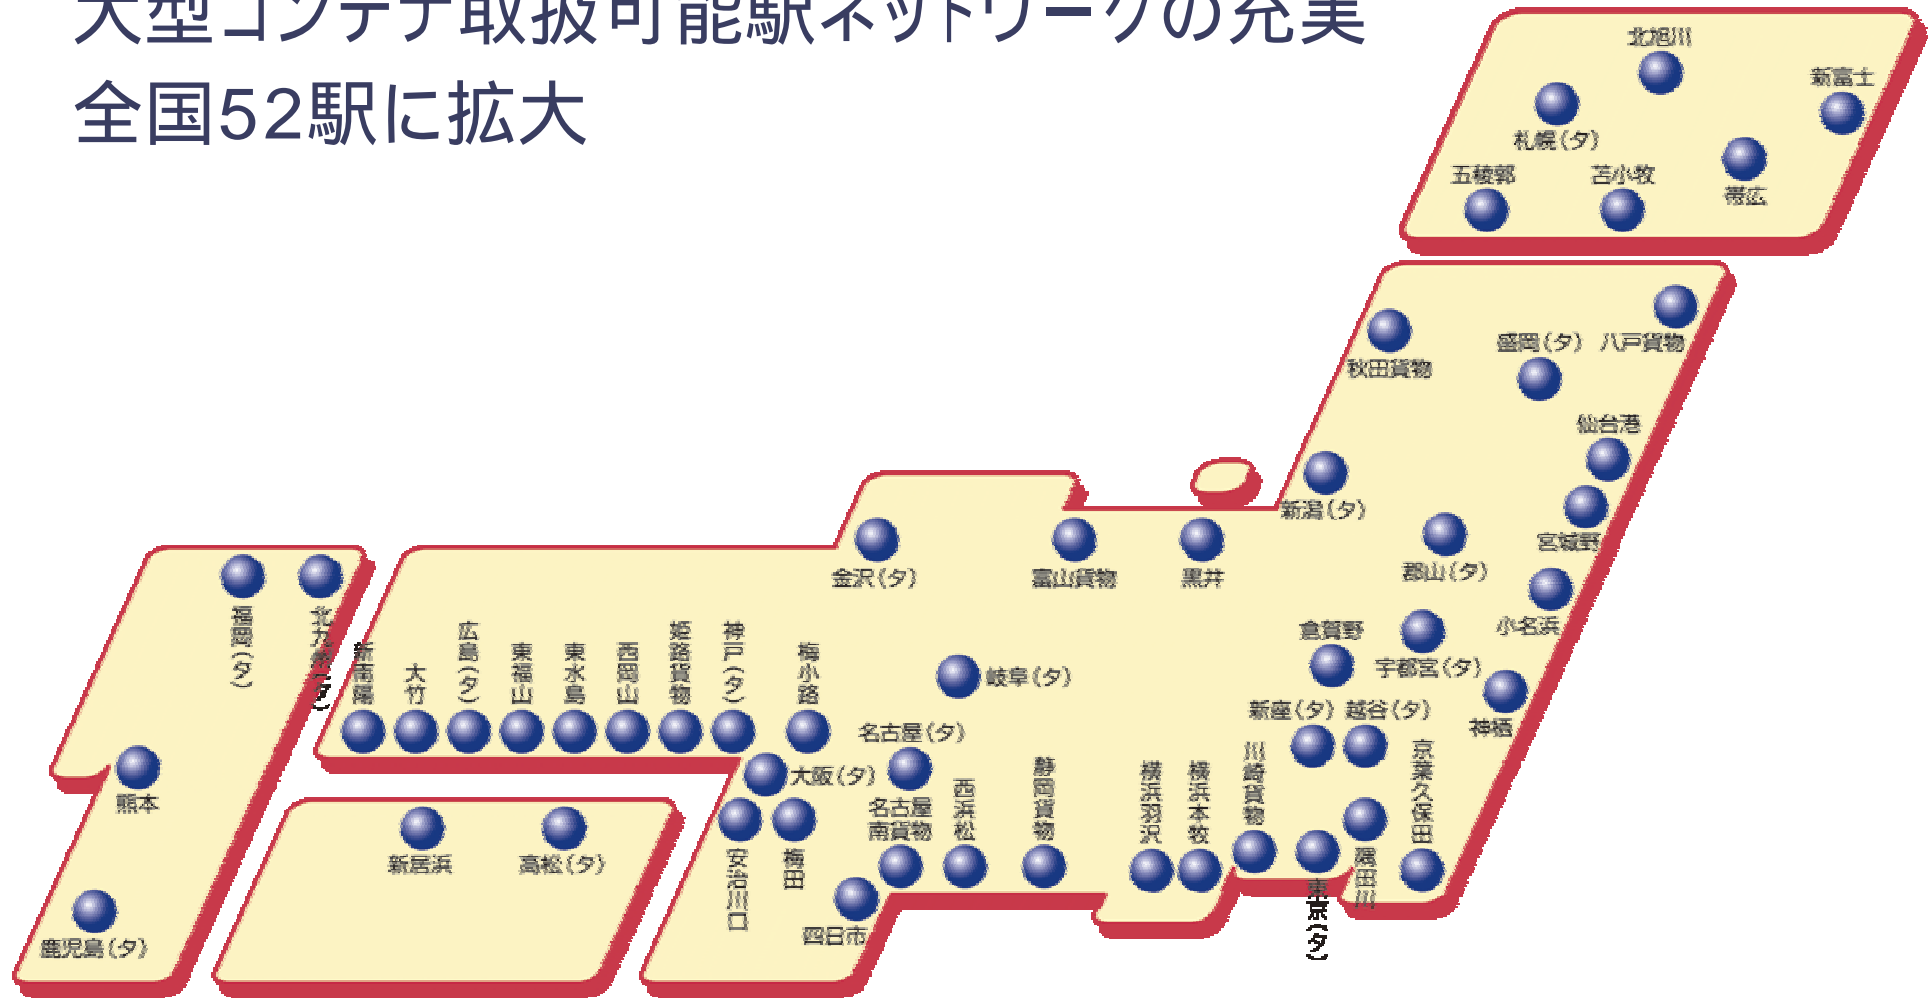 大型コンテナ取扱可能駅ネットワークの充実
全国52駅に拡大
北旭川
新富士
札幌(タ)
五稜郭
苫小牧
帯広
秋田貨物
盛岡(タ)
八戸貨物
仙台港
新潟(タ)
宮城野
郡山(タ)
小名浜
金沢(タ)
富山貨物
黒井
倉賀野
宇都宮(タ)
神栖
福岡(タ)
北九州(タ)
新南陽
大竹
広島(タ)
東福山
東水島
西岡山
姫路貨物
神戸(タ)
梅小路
岐阜(タ)
新座(タ)
越谷(タ)
名古屋(タ)
川崎貨物
京葉久保田
熊本
大阪(タ)
名古屋
南貨物
西浜松
静岡貨物
横浜羽沢
横浜本牧
新居浜
高松(タ)
安治川口
梅田
隅田川
東京(タ)
四日市
鹿児島(タ)